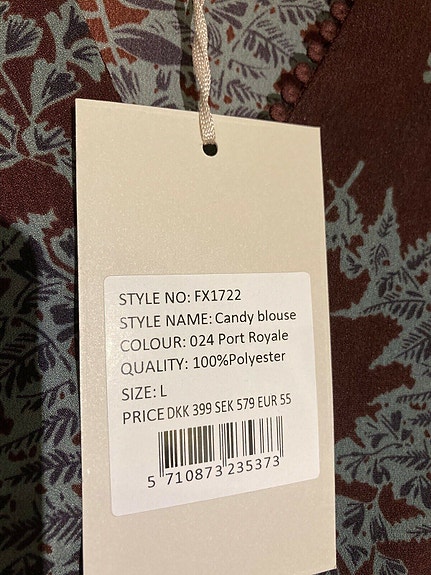 STYLE NO: FX1722
STYLE NAME: Candy blouse
COLOUR: 024 Port Royale
QUALITY: 100%Polyester
SIZE: L
PRICE DKK 399 SEK 579 EUR 55
5 710873 235373